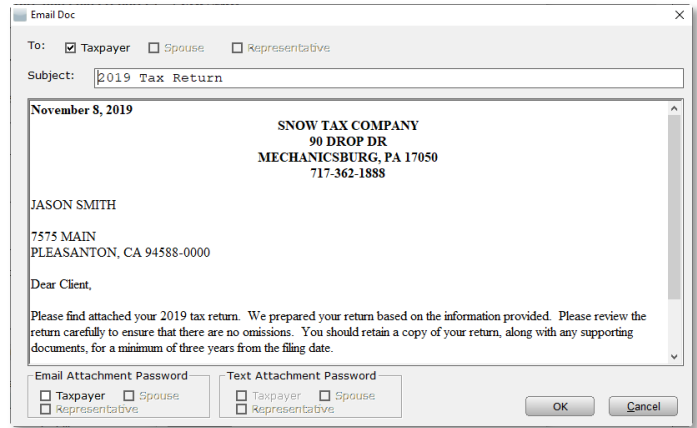 Email Doc
To: Taxpayer Spouse Representative
Subject: 2019 Tax Return
November 8, 2019
SNOW TAX COMPANY
90 DROP DR
MECHANICSBURG, PA 17050
717-362-1888
JASON SMITH
7575 MAIN
PLEASANTON, CA 94588-0000
Dear Client,
Please find attached your 2019 tax return. We prepared your return based on the information provided. Please review the
return carefully to ensure that there are no omissions. You should retain a copy of your return, along with any supporting
documents, for a minimum of three years from the filing date.
Email Attachment Password Text Attachment Password
Taxpayer Spouse Taxpayer Spouse
Representative Representative
OK Cancel